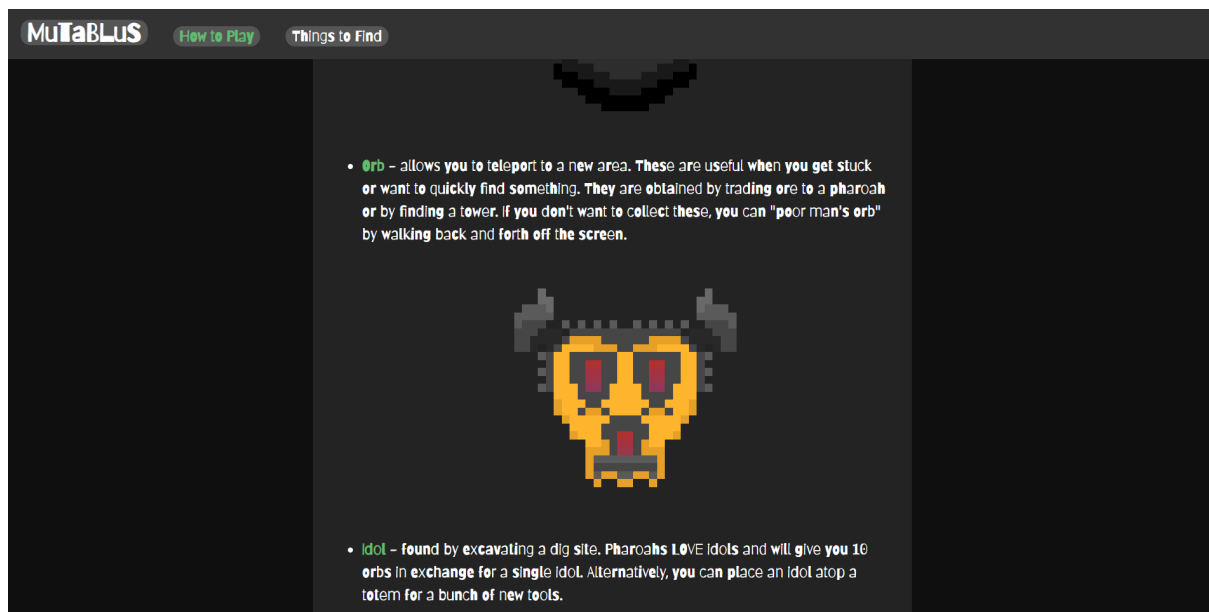 MuTaBLuS
How to Play
Things to Find
Orb - allows you to teleport to a new area. These are useful when you get stuck
or want to quickly find something. They are obtained by trading ore to a pharoah
or by finding a tower. If you don't want to collect these, you can "poor man's orb"
by walking back and forth off the screen.
Idol - found by excavating a dig site. Pharoahs LOVE idols and will give you 10
orbs in exchange for a single idol. Alternatively, you can place an idol atop a
totem for a bunch of new tools.